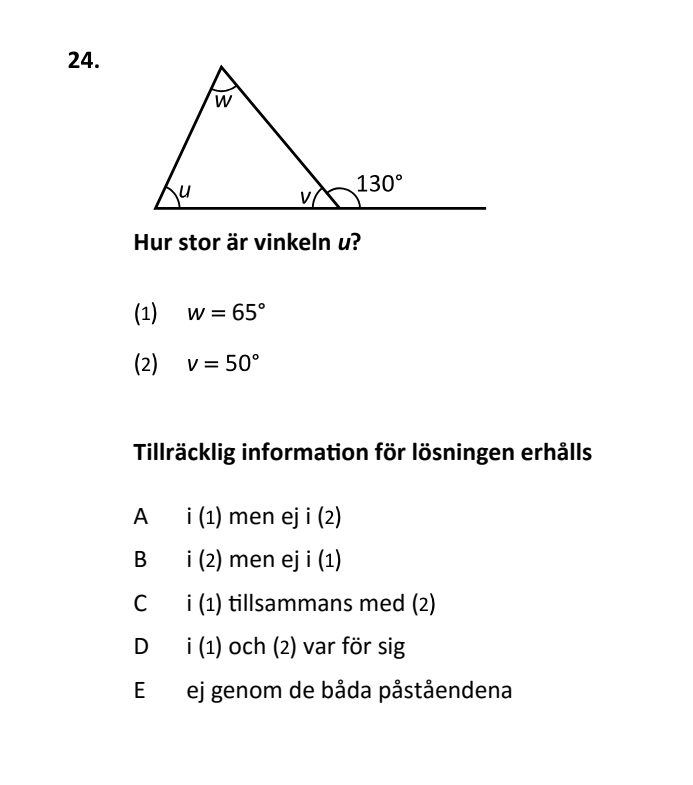 24.
w
u
v
130°
Hur stor är vinkeln u?
(1) w = 65°
(2) v = 50°
Tillräcklig information för lösningen erhålls
A i (1) men ej i (2)
B i (2) men ej i (1)
C i (1) tillsammans med (2)
D i (1) och (2) var för sig
E ej genom de båda påståendena